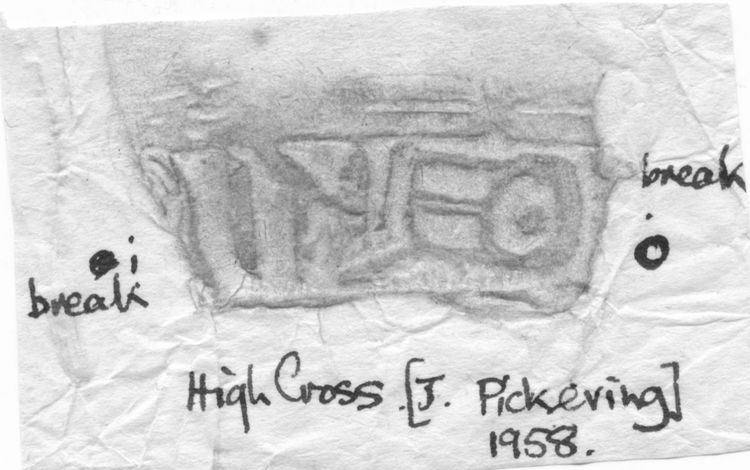 break
i
break
High Cross. [J. Pickering]
1958.